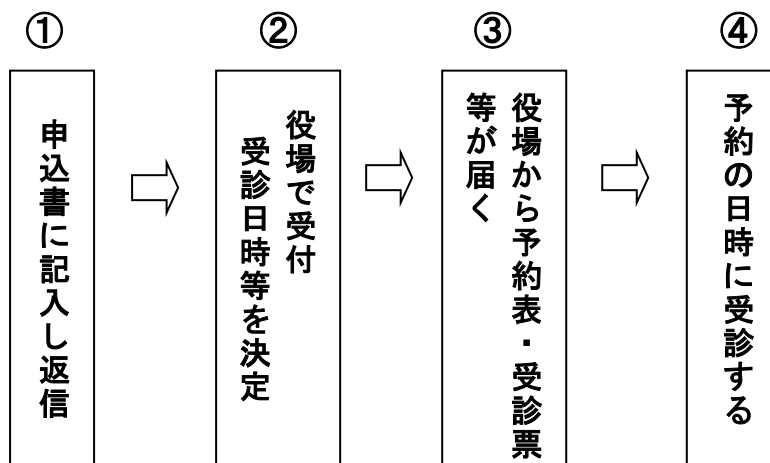 ①
申込書に記入し返信
②
役場で受付
受診日時等を決定
③
役場から予約表・受診票
等が届く
④
予約の日時に受診する